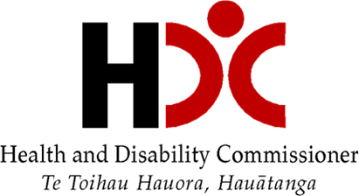 HDC
Health and Disability Commissioner
Te Toihau Hauora, Hauātanga